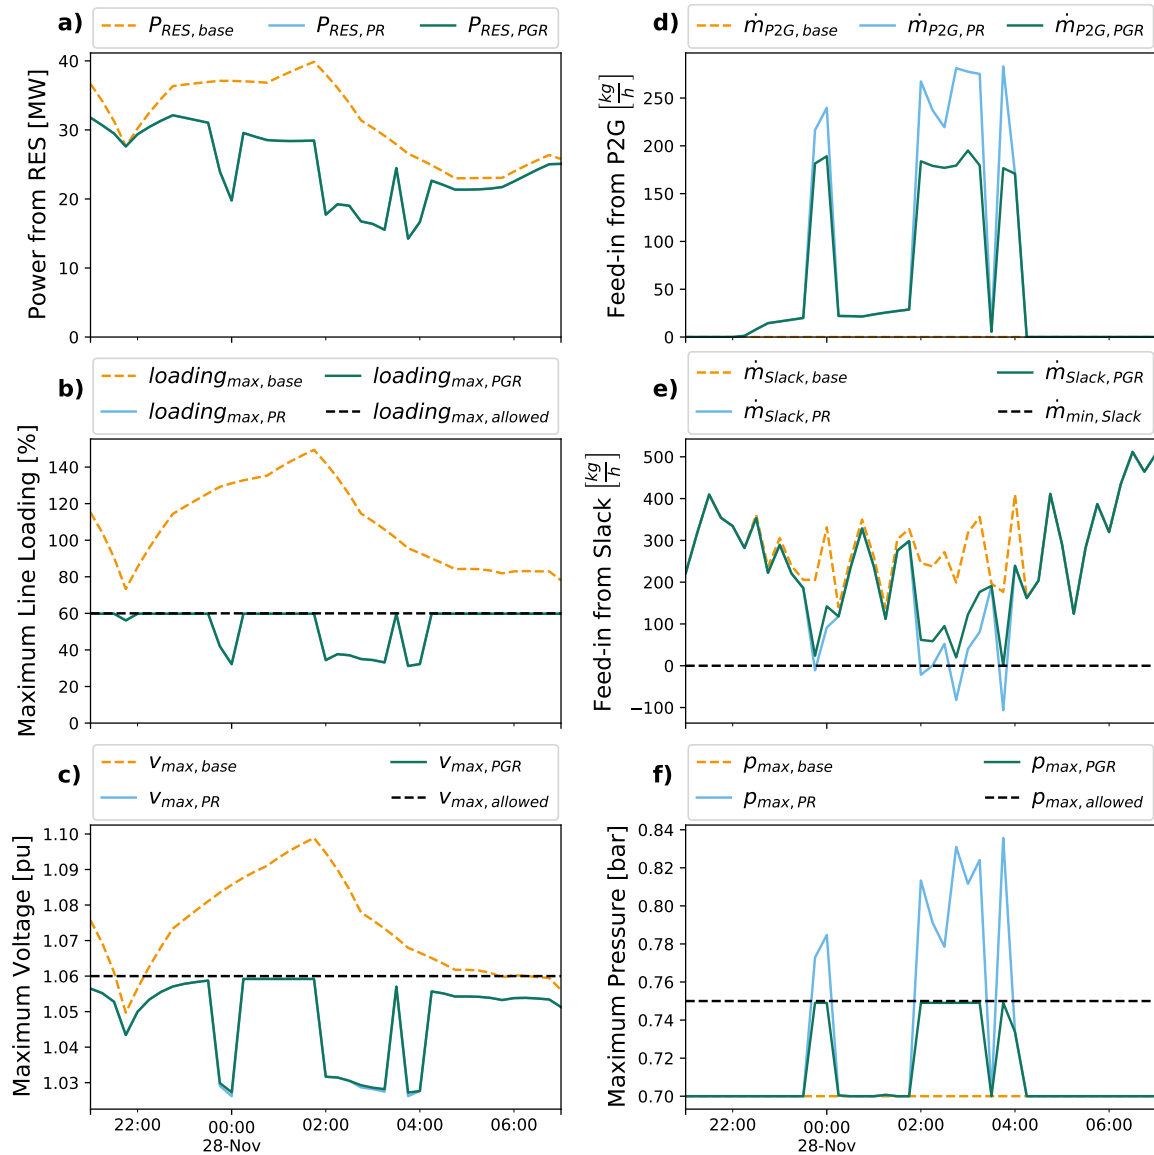 a)
P_RES, base P_RES, PR P_RES, PGR
Power from RES [MW]
40
30
20
10
0
d)
ṁ_P2G, base ṁ_P2G, PR ṁ_P2G, PGR
Feed-in from P2G [kg/h]
250
200
150
100
50
0
b)
loading_max, base loading_max, PGR
loading_max, PR loading_max, allowed
Maximum Line Loading [%]
140
120
100
80
60
40
20
0
e)
ṁ_Slack, base ṁ_Slack, PGR
ṁ_Slack, PR ṁ_min, Slack
Feed-in from Slack [kg/h]
500
400
300
200
100
0
−100
c)
v_max, base v_max, PGR
v_max, PR v_max, allowed
Maximum Voltage [pu]
1.10
1.09
1.08
1.07
1.06
1.05
1.04
1.03
22:00 00:00 02:00 04:00 06:00
28-Nov
f)
p_max, base p_max, PGR
p_max, PR p_max, allowed
Maximum Pressure [bar]
0.84
0.82
0.80
0.78
0.76
0.74
0.72
0.70
22:00 00:00 02:00 04:00 06:00
28-Nov